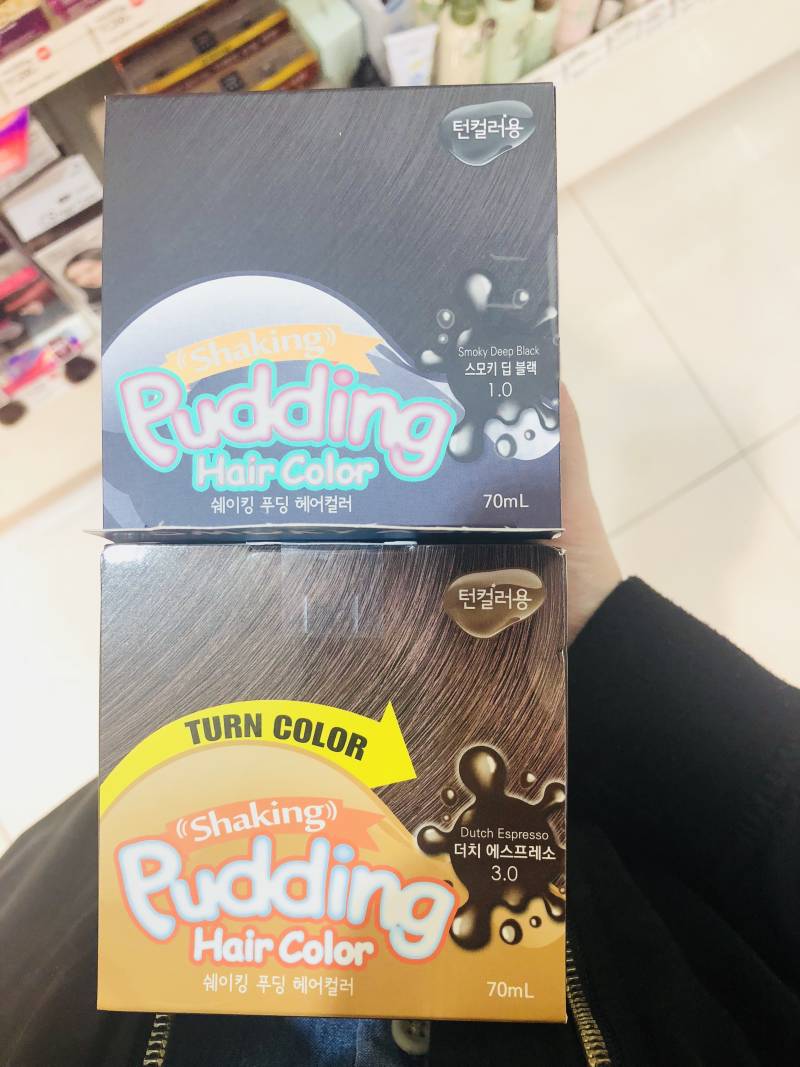 턴컬러용
Smoky Deep Black
스모키 딥 블랙
1.0
((Shaking))
Pudding
Hair Color
쉐이킹 푸딩 헤어컬러
70mL
턴컬러용
TURN COLOR
((Shaking))
Pudding
Hair Color
쉐이킹 푸딩 헤어컬러
Dutch Espresso
더치 에스프레소
3.0
70mL